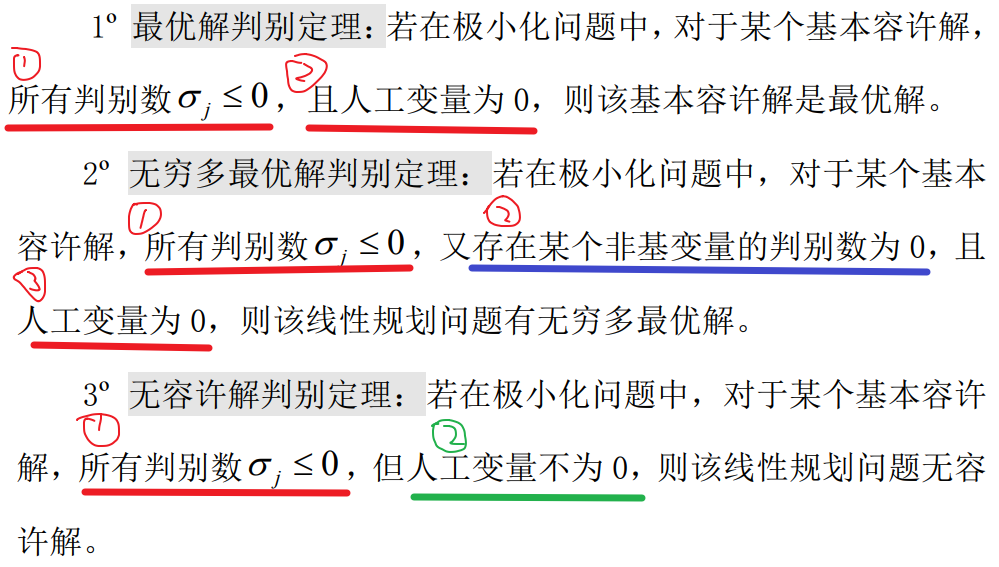 1º 最优解判别定理：若在极小化问题中，对于某个基本容许解，
① ②
所有判别数 σj ≤ 0，且人工变量为 0，则该基本容许解是最优解。
2º 无穷多最优解判别定理：若在极小化问题中，对于某个基本
① ②
容许解，所有判别数 σj ≤ 0，又存在某个非基变量的判别数为 0，且
③
人工变量为 0，则该线性规划问题有无穷多最优解。
3º 无容许解判别定理：若在极小化问题中，对于某个基本容许
① ②
解，所有判别数 σj ≤ 0，但人工变量不为 0，则该线性规划问题无容
许解。